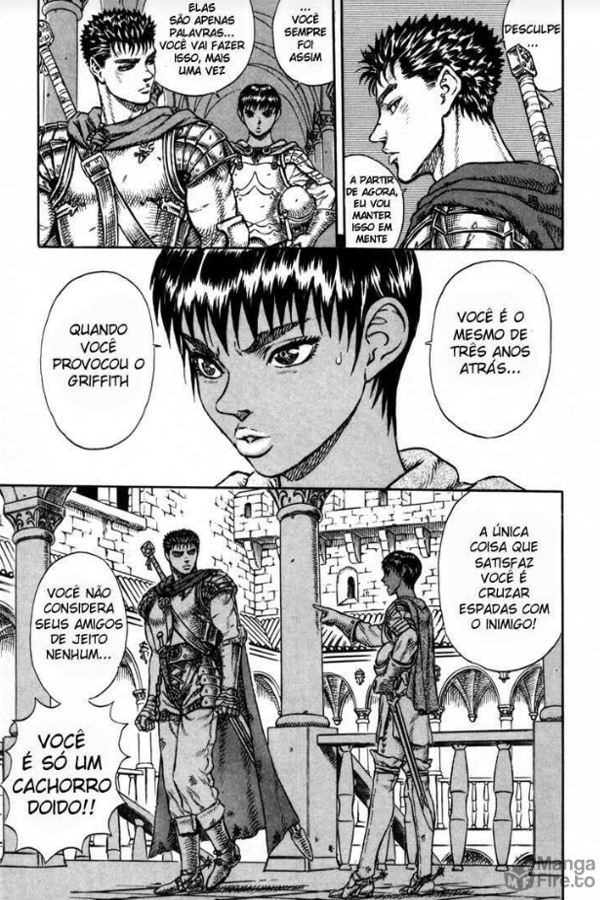 DESCULPE
...
A PARTIR
DE AGORA,
EU VOU
MANTER
ISSO EM
MENTE
...
VOCÊ
SEMPRE
FOI
ASSIM
ELAS
SÃO APENAS
PALAVRAS...
VOCÊ VAI FAZER
ISSO, MAIS
UMA VEZ
VOCÊ É O
MESMO DE
TRÊS ANOS
ATRÁS...
QUANDO
VOCÊ
PROVOCOU O
GRIFFITH
A ÚNICA
COISA QUE
SATISFAZ
VOCÊ É
CRUZAR
ESPADAS COM
O INIMIGO!
VOCÊ NÃO
CONSIDERA
SEUS AMIGOS
DE JEITO
NENHUM...
VOCÊ
É SÓ UM
CACHORRO
DOIDO!!
Manga
Fire.to